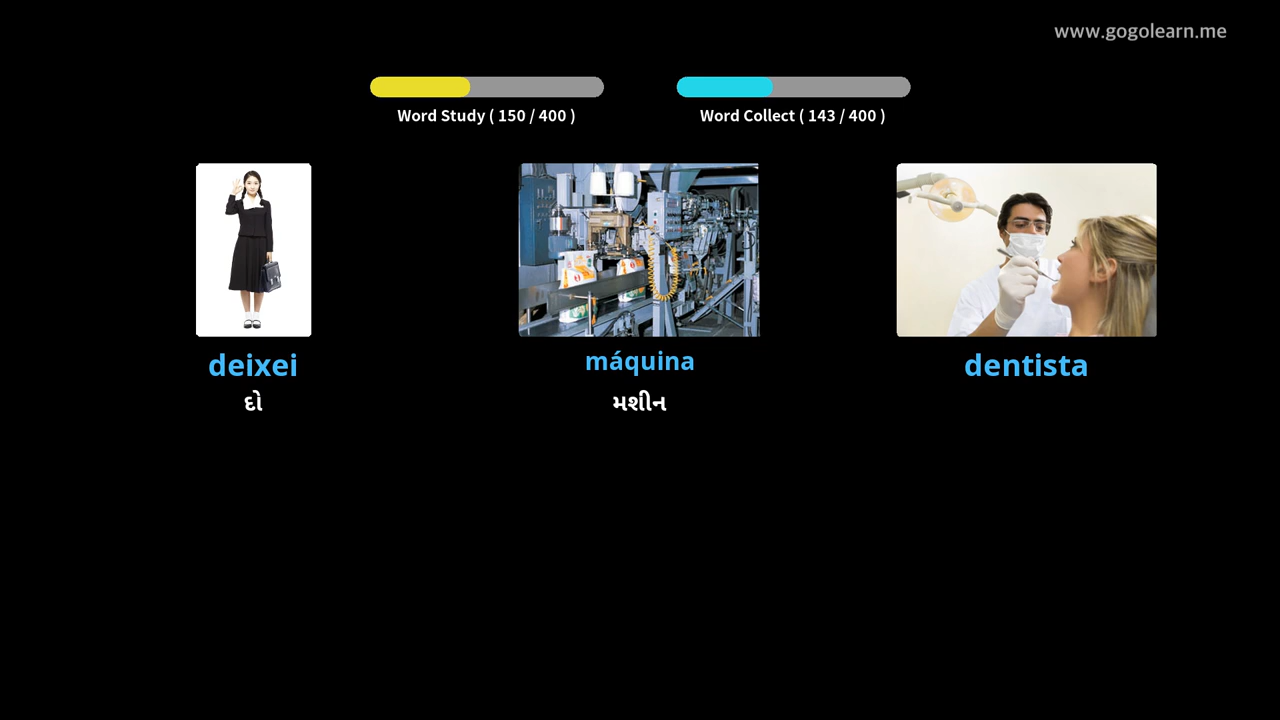 www.gogolearn.me
Word Study ( 150 / 400 )
Word Collect ( 143 / 400 )
deixei
máquina
dentista
દો
મશીન